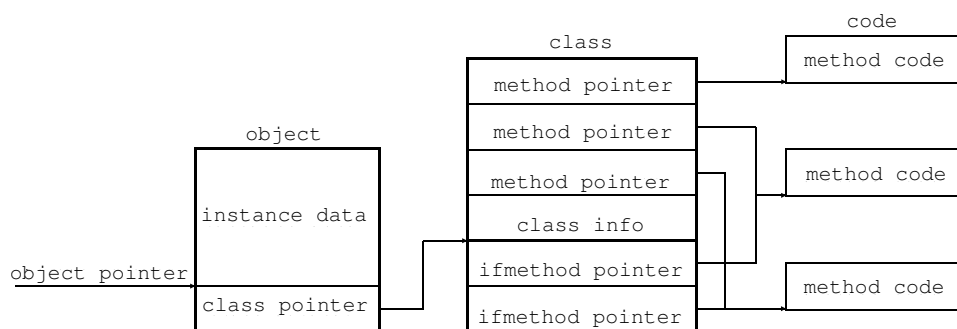 code
class
method code
method pointer
object
method pointer
method code
method pointer
instance data
class info
object pointer
ifmethod pointer
method code
class pointer
ifmethod pointer